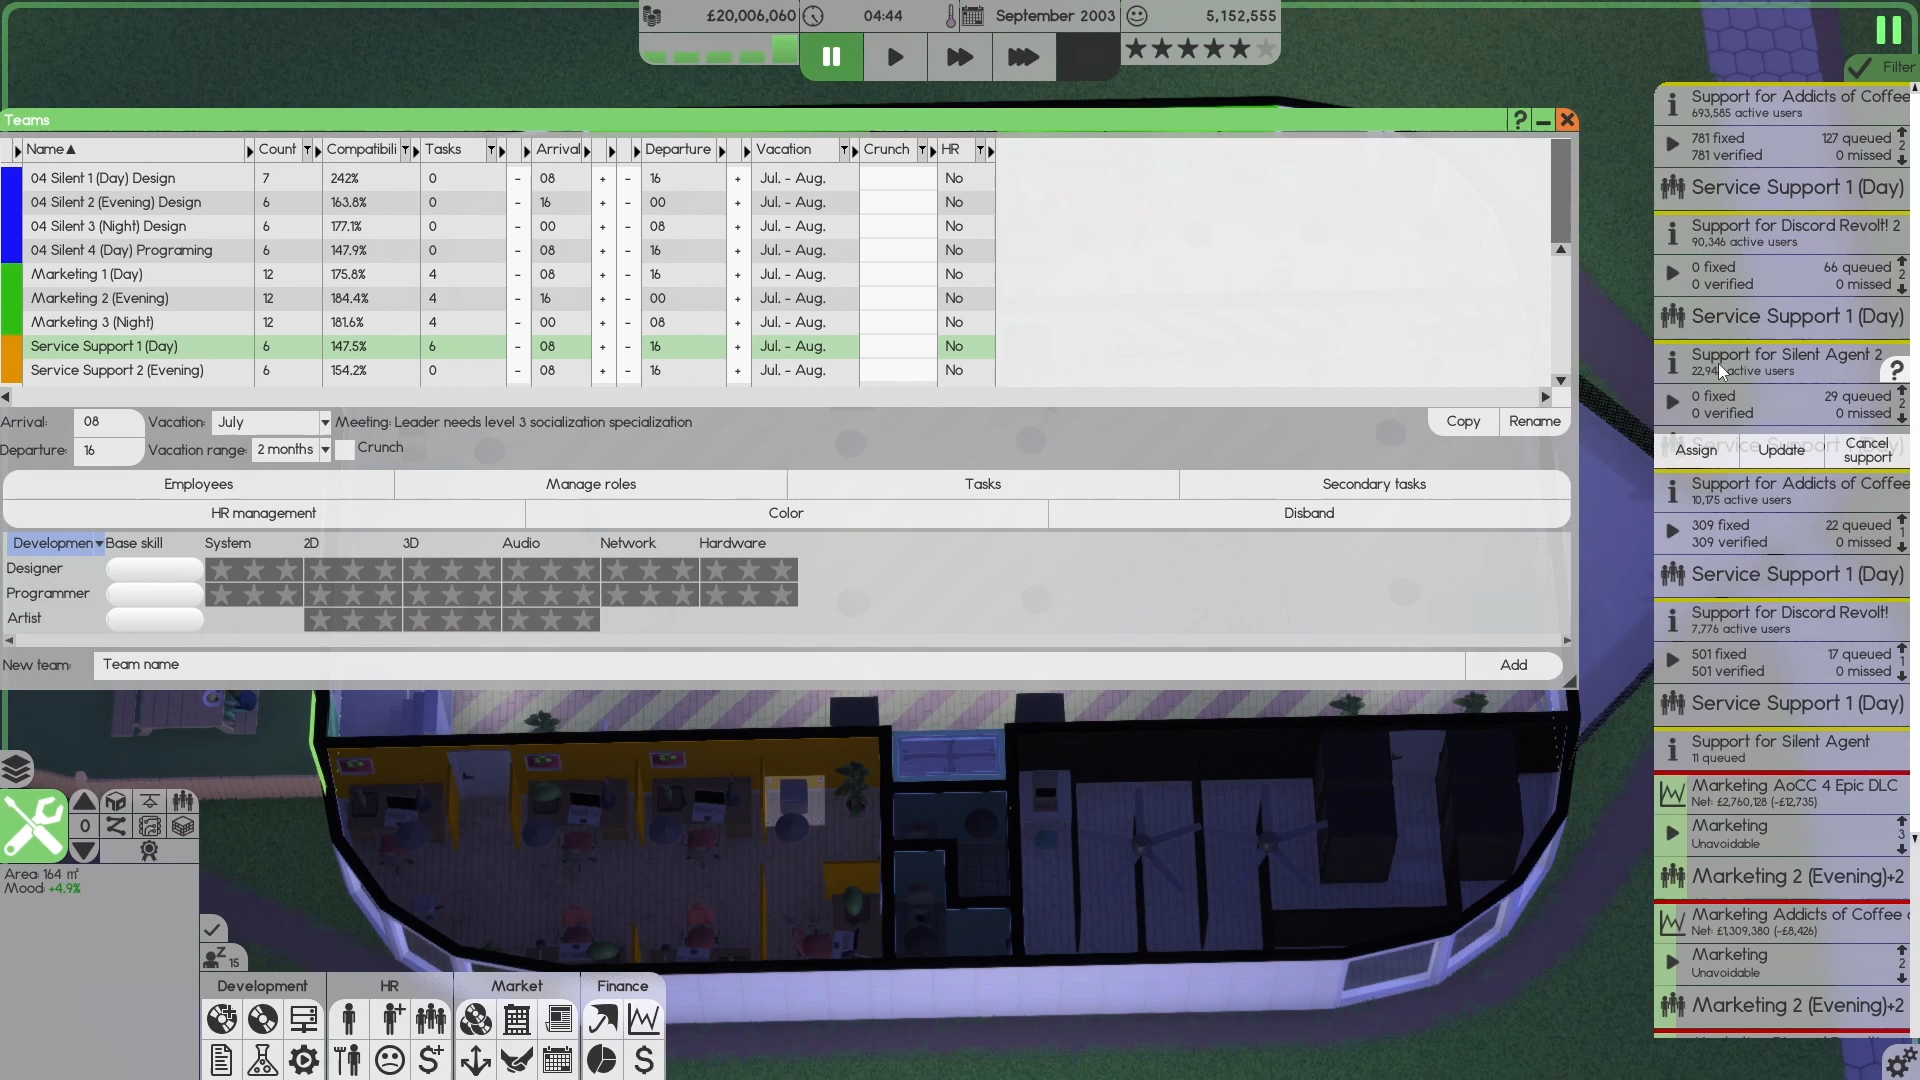 £20,006,060 04:44 September 2003 5,152,555
Filter
Teams
Name Count Compatibili Tasks Arrival Departure Vacation Crunch HR
04 Silent 1 (Day) Design 7 242% 0 - 08 + - 16 + Jul. - Aug. No
04 Silent 2 (Evening) Design 6 163.8% 0 - 16 + - 00 + Jul. - Aug. No
04 Silent 3 (Night) Design 6 177.1% 0 - 00 + - 08 + Jul. - Aug. No
04 Silent 4 (Day) Programing 6 147.9% 0 - 08 + - 16 + Jul. - Aug. No
Marketing 1 (Day) 12 175.8% 4 - 08 + - 16 + Jul. - Aug. No
Marketing 2 (Evening) 12 184.4% 4 - 16 + - 00 + Jul. - Aug. No
Marketing 3 (Night) 12 181.6% 4 - 00 + - 08 + Jul. - Aug. No
Service Support 1 (Day) 6 147.5% 6 - 08 + - 16 + Jul. - Aug. No
Service Support 2 (Evening) 6 154.2% 0 - 08 + - 16 + Jul. - Aug. No
Arrival: 08 Vacation: July Meeting: Leader needs level 3 socialization specialization Copy Rename
Departure: 16 Vacation range: 2 months Crunch
Employees Manage roles Tasks Secondary tasks
HR management Color Disband
Developmen Base skill System 2D 3D Audio Network Hardware
Designer
Programmer
Artist
New team: Team name Add
Support for Addicts of Coffee
693,585 active users
781 fixed 127 queued
781 verified 0 missed
2
Service Support 1 (Day)
Support for Discord Revolt! 2
90,346 active users
0 fixed 66 queued
0 verified 0 missed
2
Service Support 1 (Day)
Support for Silent Agent 2
active users
?
0 fixed 29 queued
0 verified 0 missed
2
Assign Update Cancel support
Support for Addicts of Coffee
10,175 active users
309 fixed 22 queued
309 verified 0 missed
1
Service Support 1 (Day)
Support for Discord Revolt!
7,776 active users
501 fixed 17 queued
501 verified 0 missed
1
Service Support 1 (Day)
Support for Silent Agent
11 queued
Marketing AoCC 4 Epic DLC
Net: £2,760,128 (-£12,735)
Marketing
Unavoidable
3
Marketing 2 (Evening)+2
Marketing Addicts of Coffee
Net: £1,309,380 (-£8,426)
Marketing
Unavoidable
2
Marketing 2 (Evening)+2
0
Area: 164 m²
Mood: +4.9%
Z 15
Development HR Market Finance